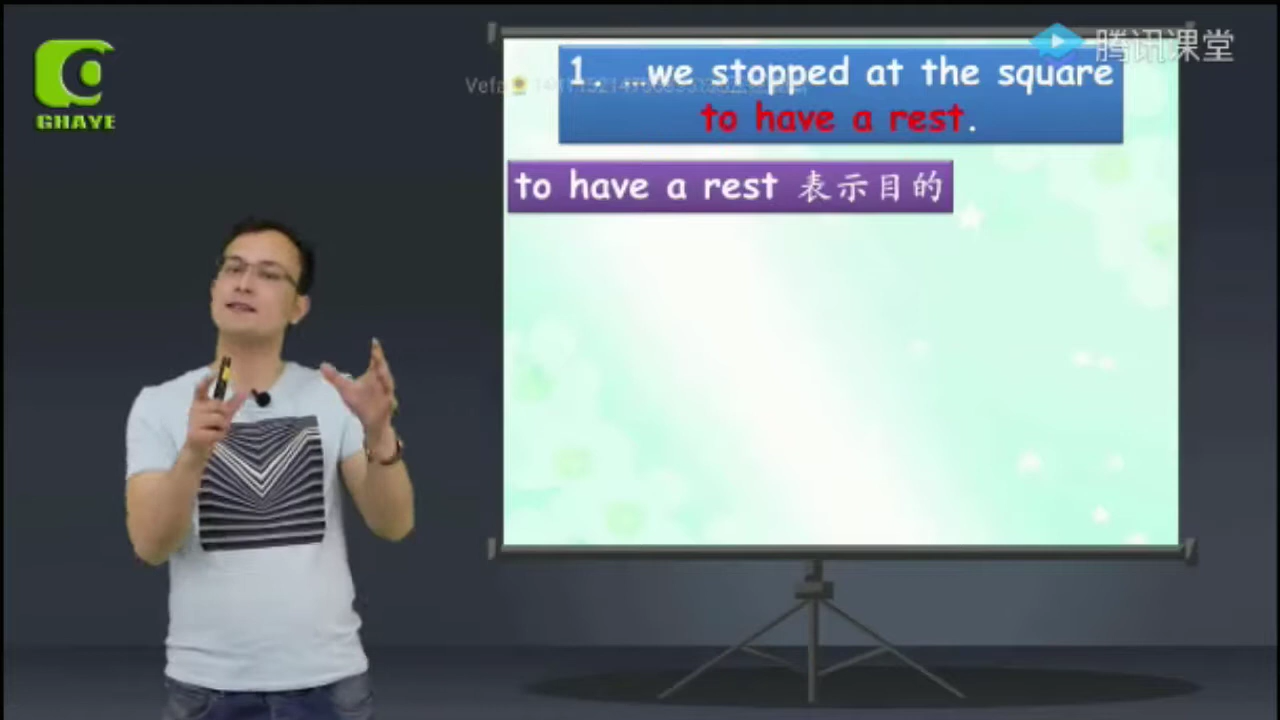 GHAYE
腾讯课堂
1. ...we stopped at the square
to have a rest.
to have a rest 表示目的